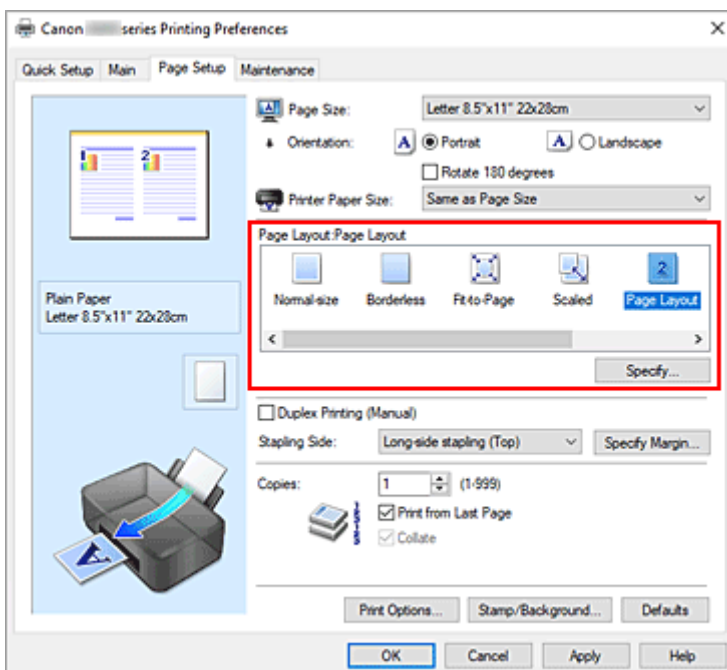 Canon series Printing Preferences
Quick Setup Main Page Setup Maintenance
Page Size: Letter 8.5"x11" 22x28cm
Orientation: A Portrait A Landscape
Rotate 180 degrees
Printer Paper Size: Same as Page Size
Page Layout:Page Layout
Normal-size Borderless Fit-to-Page Scaled 2 Page Layout
Specify...
1 2
Plain Paper
Letter 8.5"x11" 22x28cm
Duplex Printing (Manual)
Stapling Side: Long-side stapling (Top) Specify Margin...
Copies: 1 (1-999)
Print from Last Page
Collate
A
Print Options... Stamp/Background... Defaults
OK Cancel Apply Help